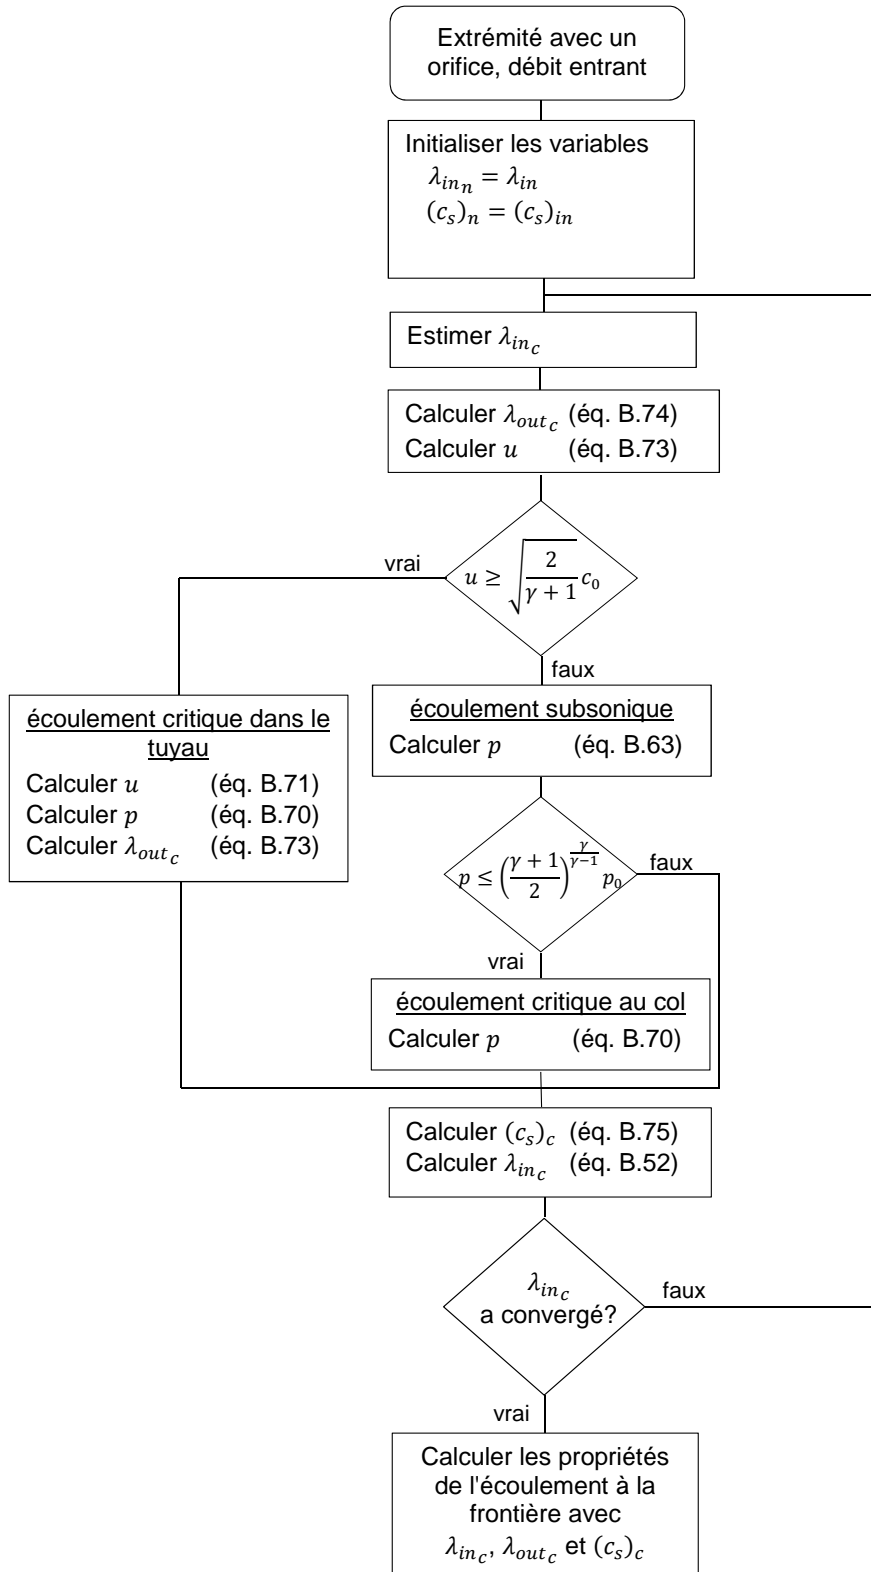 Extrémité avec un
orifice, débit entrant
Initialiser les variables
λ_{in_n} = λ_{in}
(c_s)_n = (c_s)_{in}
Estimer λ_{in_c}
Calculer λ_{out_c} (éq. B.74)
Calculer u (éq. B.73)
vrai
u ≥ √(2/(γ + 1)) c_0
faux
écoulement critique dans le
tuyau
Calculer u (éq. B.71)
Calculer p (éq. B.70)
Calculer λ_{out_c} (éq. B.73)
écoulement subsonique
Calculer p (éq. B.63)
p ≤ ((γ + 1)/2)^{γ/(γ−1)} p_0
faux
vrai
écoulement critique au col
Calculer p (éq. B.70)
Calculer (c_s)_c (éq. B.75)
Calculer λ_{in_c} (éq. B.52)
λ_{in_c}
a convergé?
faux
vrai
Calculer les propriétés
de l'écoulement à la
frontière avec
λ_{in_c}, λ_{out_c} et (c_s)_c